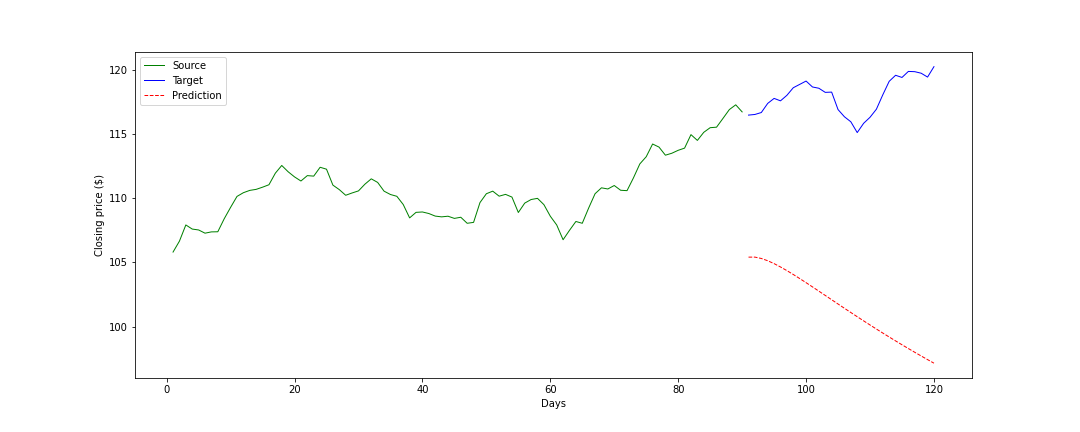 Source
Target
Prediction
120
115
110
105
100
Closing price ($)
0 20 40 60 80 100 120
Days